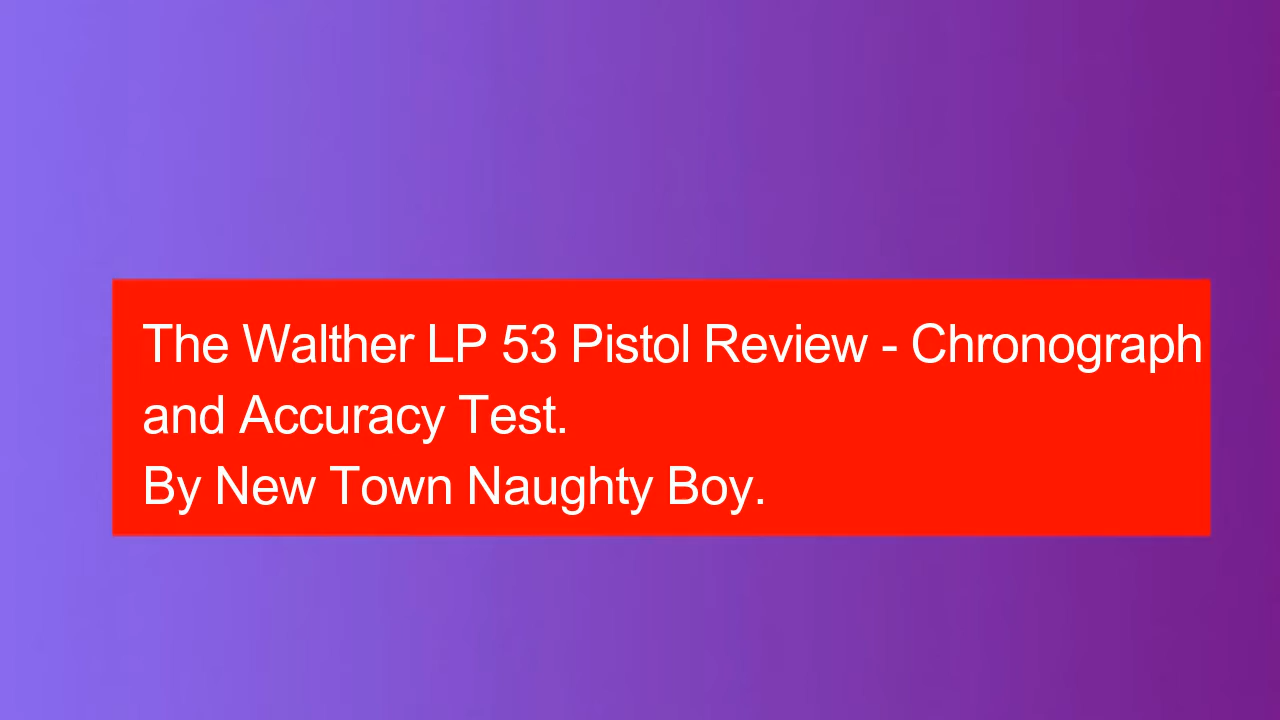 The Walther LP 53 Pistol Review - Chronograph
and Accuracy Test.
By New Town Naughty Boy.